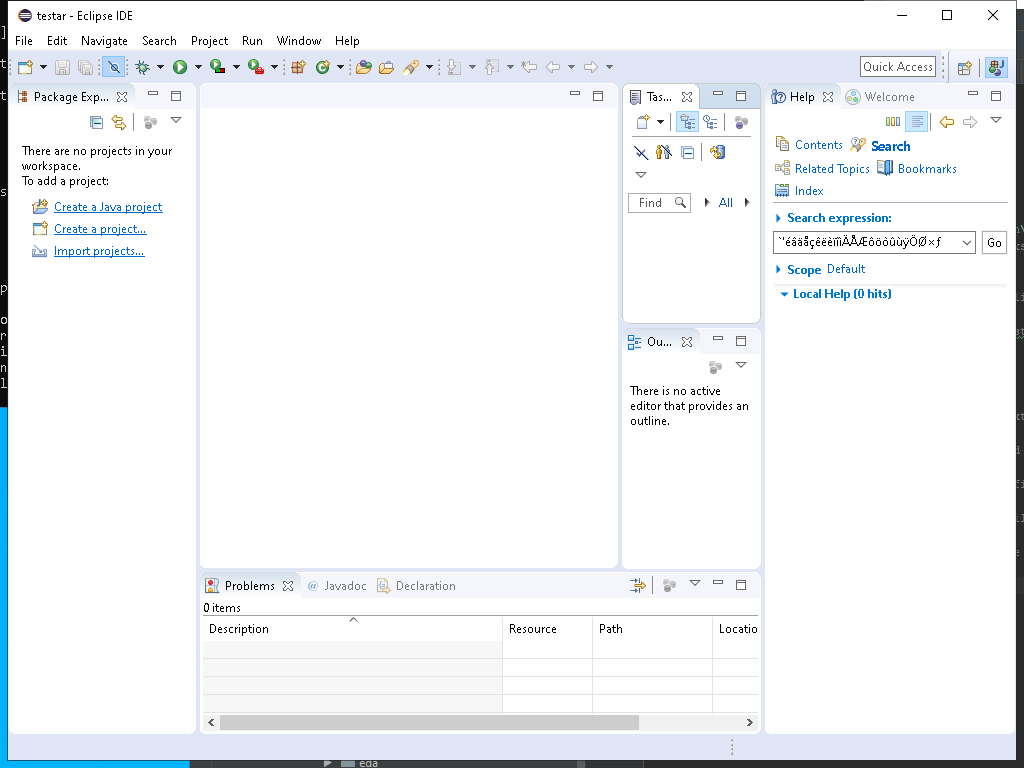 testar - Eclipse IDE
File Edit Navigate Search Project Run Window Help
Quick Access
Package Exp...
There are no projects in your
workspace.
To add a project:
Create a Java project
Create a project...
Import projects...
Tas...
Find
All
Ou...
There is no active
editor that provides an
outline.
Help
Welcome
Contents Search
Related Topics Bookmarks
Index
Search expression:
Go
Scope Default
Local Help (0 hits)
Problems @ Javadoc Declaration
0 items
Description Resource Path Locatio
eda